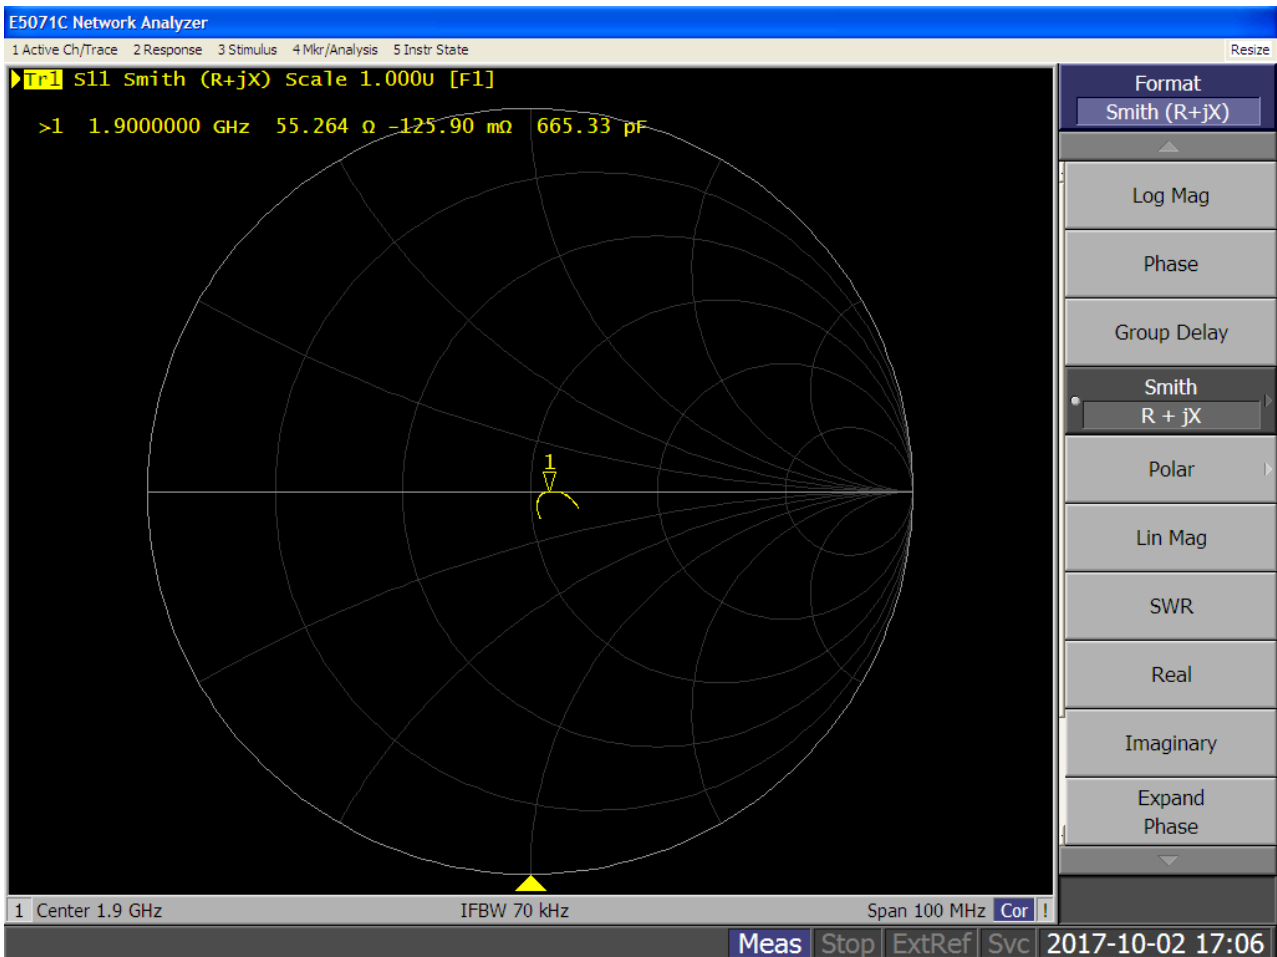 E5071C Network Analyzer
1 Active Ch/Trace 2 Response 3 Stimulus 4 Mkr/Analysis 5 Instr State Resize
Tr1 S11 Smith (R+jX) Scale 1.000U [F1]
>1 1.9000000 GHz 55.264 Ω -125.90 mΩ 665.33 pF
1
Format
Smith (R+jX)
Log Mag
Phase
Group Delay
Smith
R + jX
Polar
Lin Mag
SWR
Real
Imaginary
Expand
Phase
1 Center 1.9 GHz IFBW 70 kHz Span 100 MHz Cor !
Meas Stop ExtRef Svc 2017-10-02 17:06